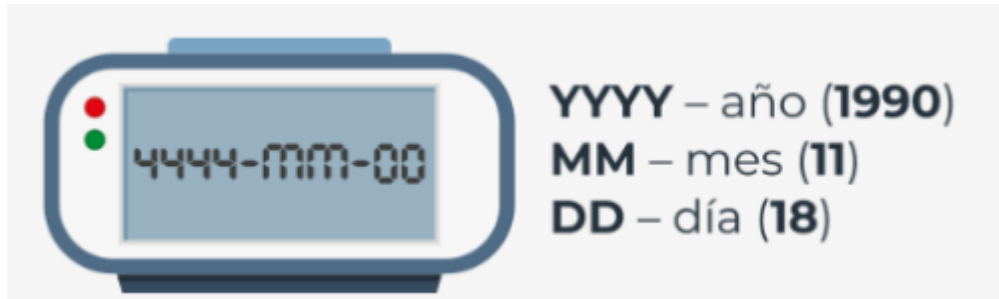 YYYY-MM-DD
YYYY – año (1990)
MM – mes (11)
DD – día (18)